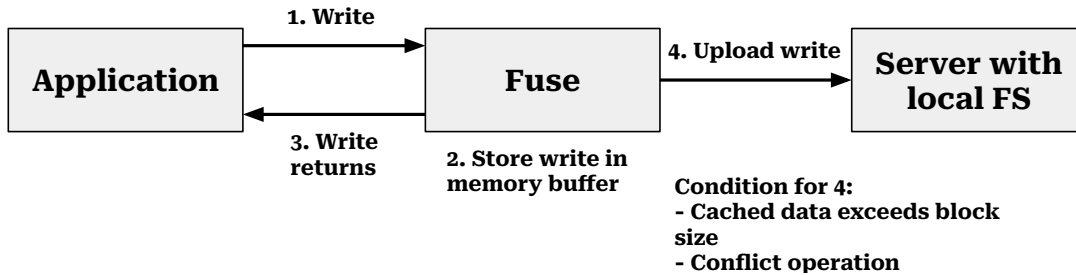 1. Write
Application
Fuse
4. Upload write
Server with
local FS
3. Write
returns
2. Store write in
memory buffer
Condition for 4:
- Cached data exceeds block
size
- Conflict operation